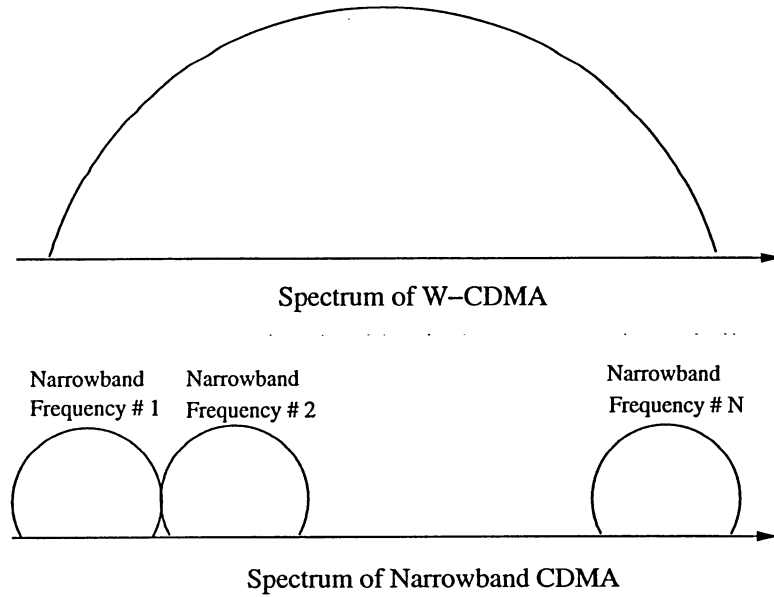 Spectrum of W–CDMA
Narrowband
Frequency # 1
Narrowband
Frequency # 2
Narrowband
Frequency # N
Spectrum of Narrowband CDMA